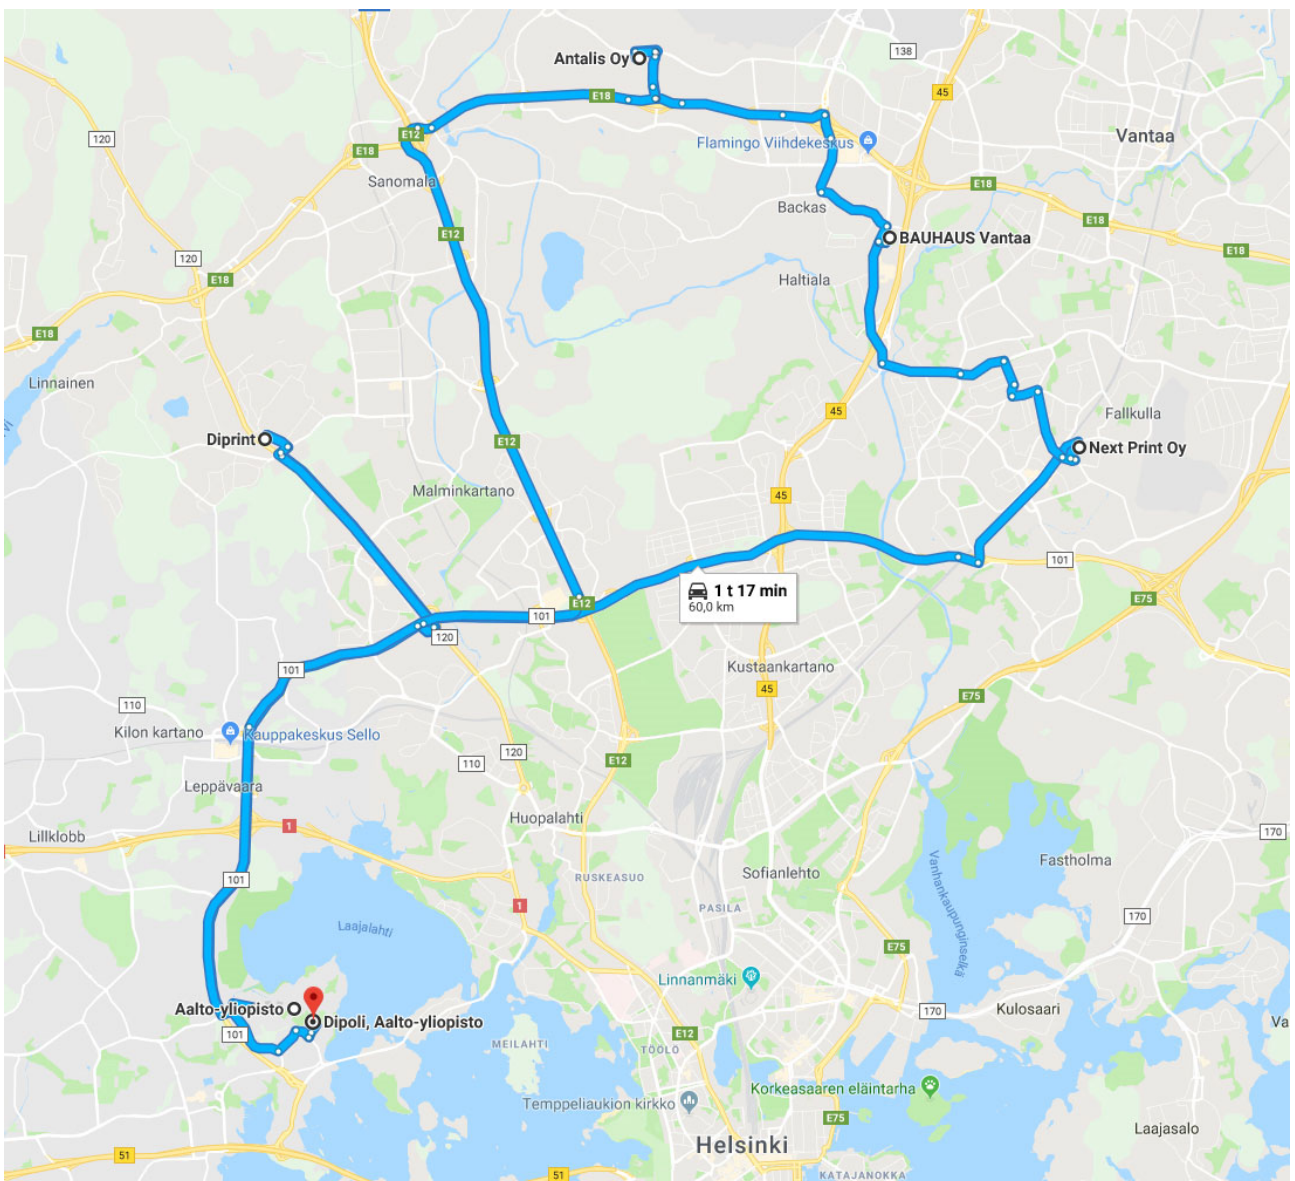 Antalis Oy
138
E18
45
E12
120
E18
Flamingo Viihdekeskus
Vantaa
Sanomala
E18
Backas
E18
E12
BAUHAUS Vantaa
E18
120
E18
Haltiala
E18
Linnainen
45
Fallkulla
Diprint
E12
Next Print Oy
Malminkartano
45
101
1 t 17 min
60,0 km
E75
E12
101
120
101
Kustaankartano
45
E75
110
Kilon kartano
Kauppakeskus Sello
120
110
E12
Leppävaara
Huopalahti
Lillklobb
1
170
Fastholma
Sofianlehto
RUSKEASUO
101
Vanhankaupunginselkä
1
PASILA
170
Laajalahti
E75
Linnanmäki
Aalto-yliopisto
Dipoli, Aalto-yliopisto
170
Kulosaari
Va
101
E12
MEILAHTI
TÖÖLÖ
Korkeasaaren eläintarha
Temppeliaukion kirkko
E75
Laajasalo
Helsinki
51
51
KATAJANOKKA